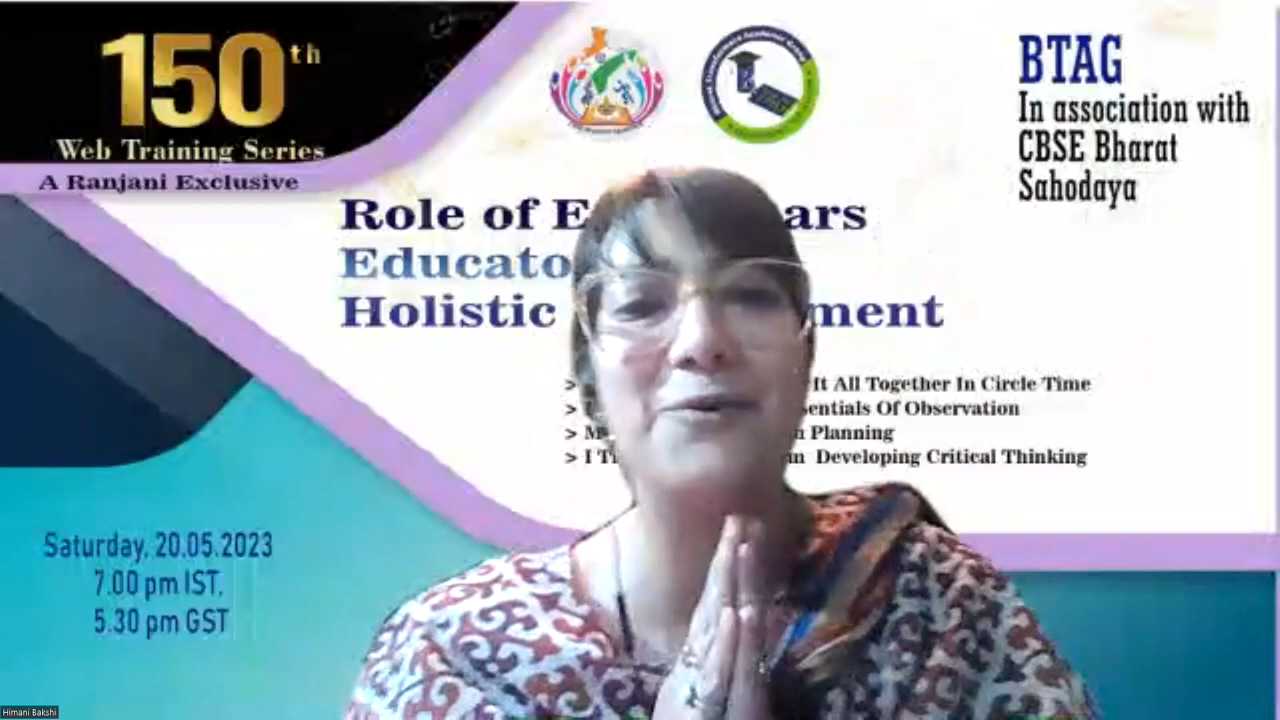 150th
Web Training Series
A Ranjani Exclusive
BTAG
In association with
CBSE Bharat
Sahodaya
Role of E ars
Educato
Holistic ment
> It All Together In Circle Time
> sentials Of Observation
> M Planning
> I T Developing Critical Thinking
Saturday, 20.05.2023
7.00 pm IST,
5.30 pm GST
Himani Bakshi